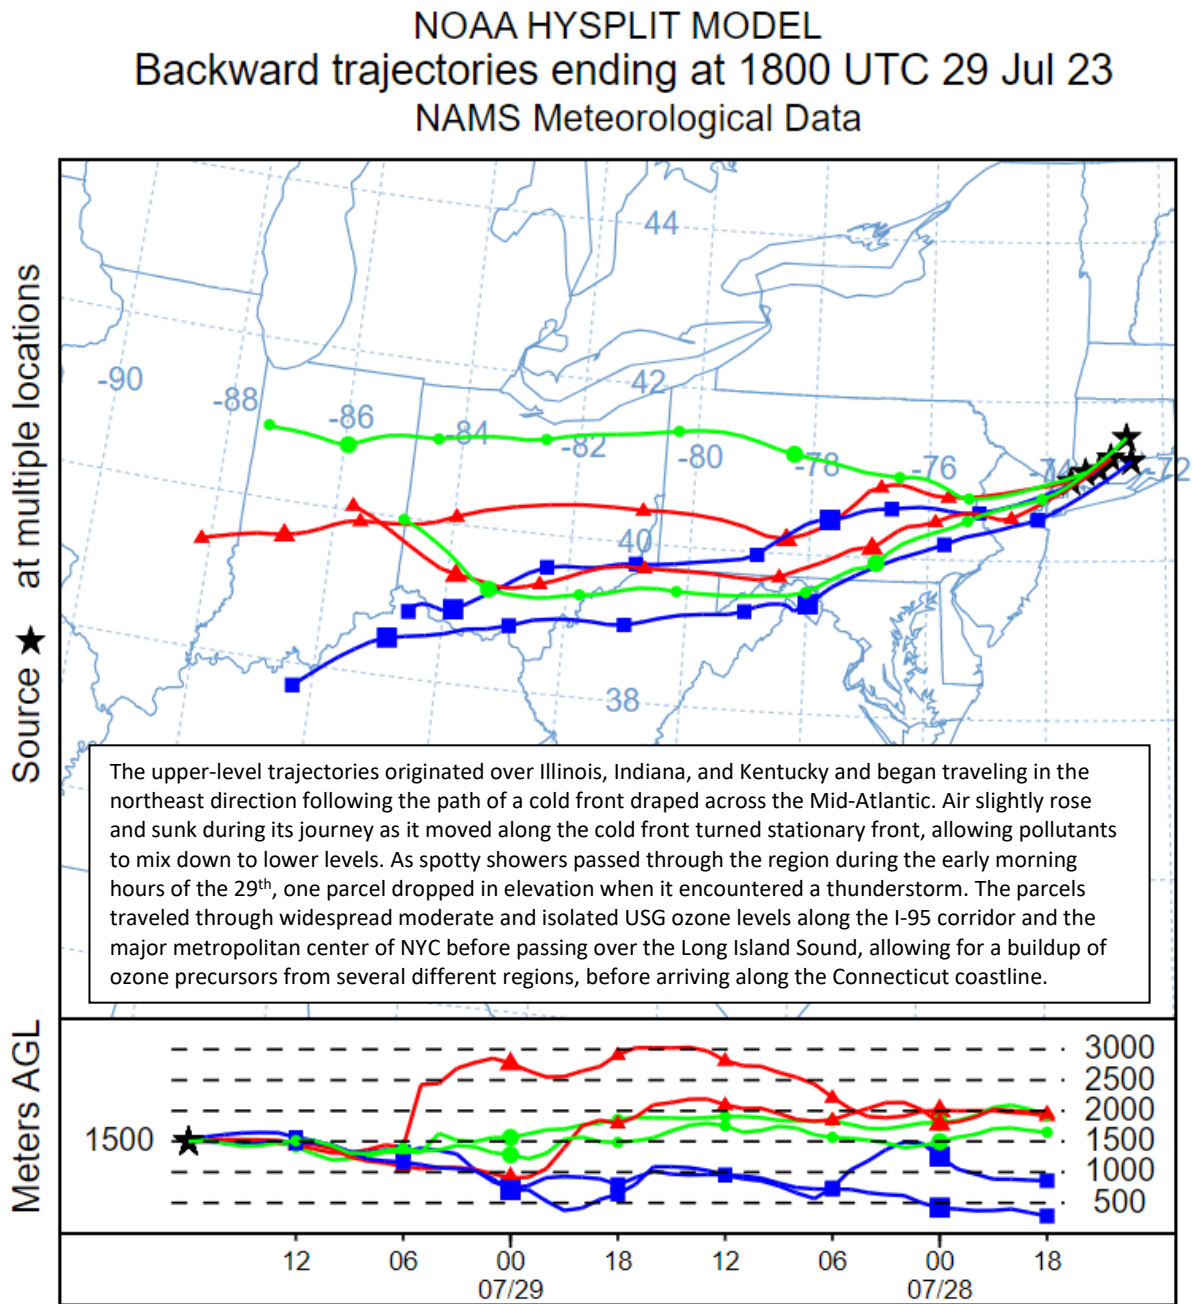 NOAA HYSPLIT MODEL
Backward trajectories ending at 1800 UTC 29 Jul 23
NAMS Meteorological Data
Source ★ at multiple locations
44
42
-90
-88
-86
-84
-82
-80
-78
-76
-74
-72
40
38
The upper-level trajectories originated over Illinois, Indiana, and Kentucky and began traveling in the
northeast direction following the path of a cold front draped across the Mid-Atlantic. Air slightly rose
and sunk during its journey as it moved along the cold front turned stationary front, allowing pollutants
to mix down to lower levels. As spotty showers passed through the region during the early morning
hours of the 29th, one parcel dropped in elevation when it encountered a thunderstorm. The parcels
traveled through widespread moderate and isolated USG ozone levels along the I-95 corridor and the
major metropolitan center of NYC before passing over the Long Island Sound, allowing for a buildup of
ozone precursors from several different regions, before arriving along the Connecticut coastline.
Meters AGL
1500
3000
2500
2000
1500
1000
500
12 06 00 18 12 06 00 18
07/29 07/28